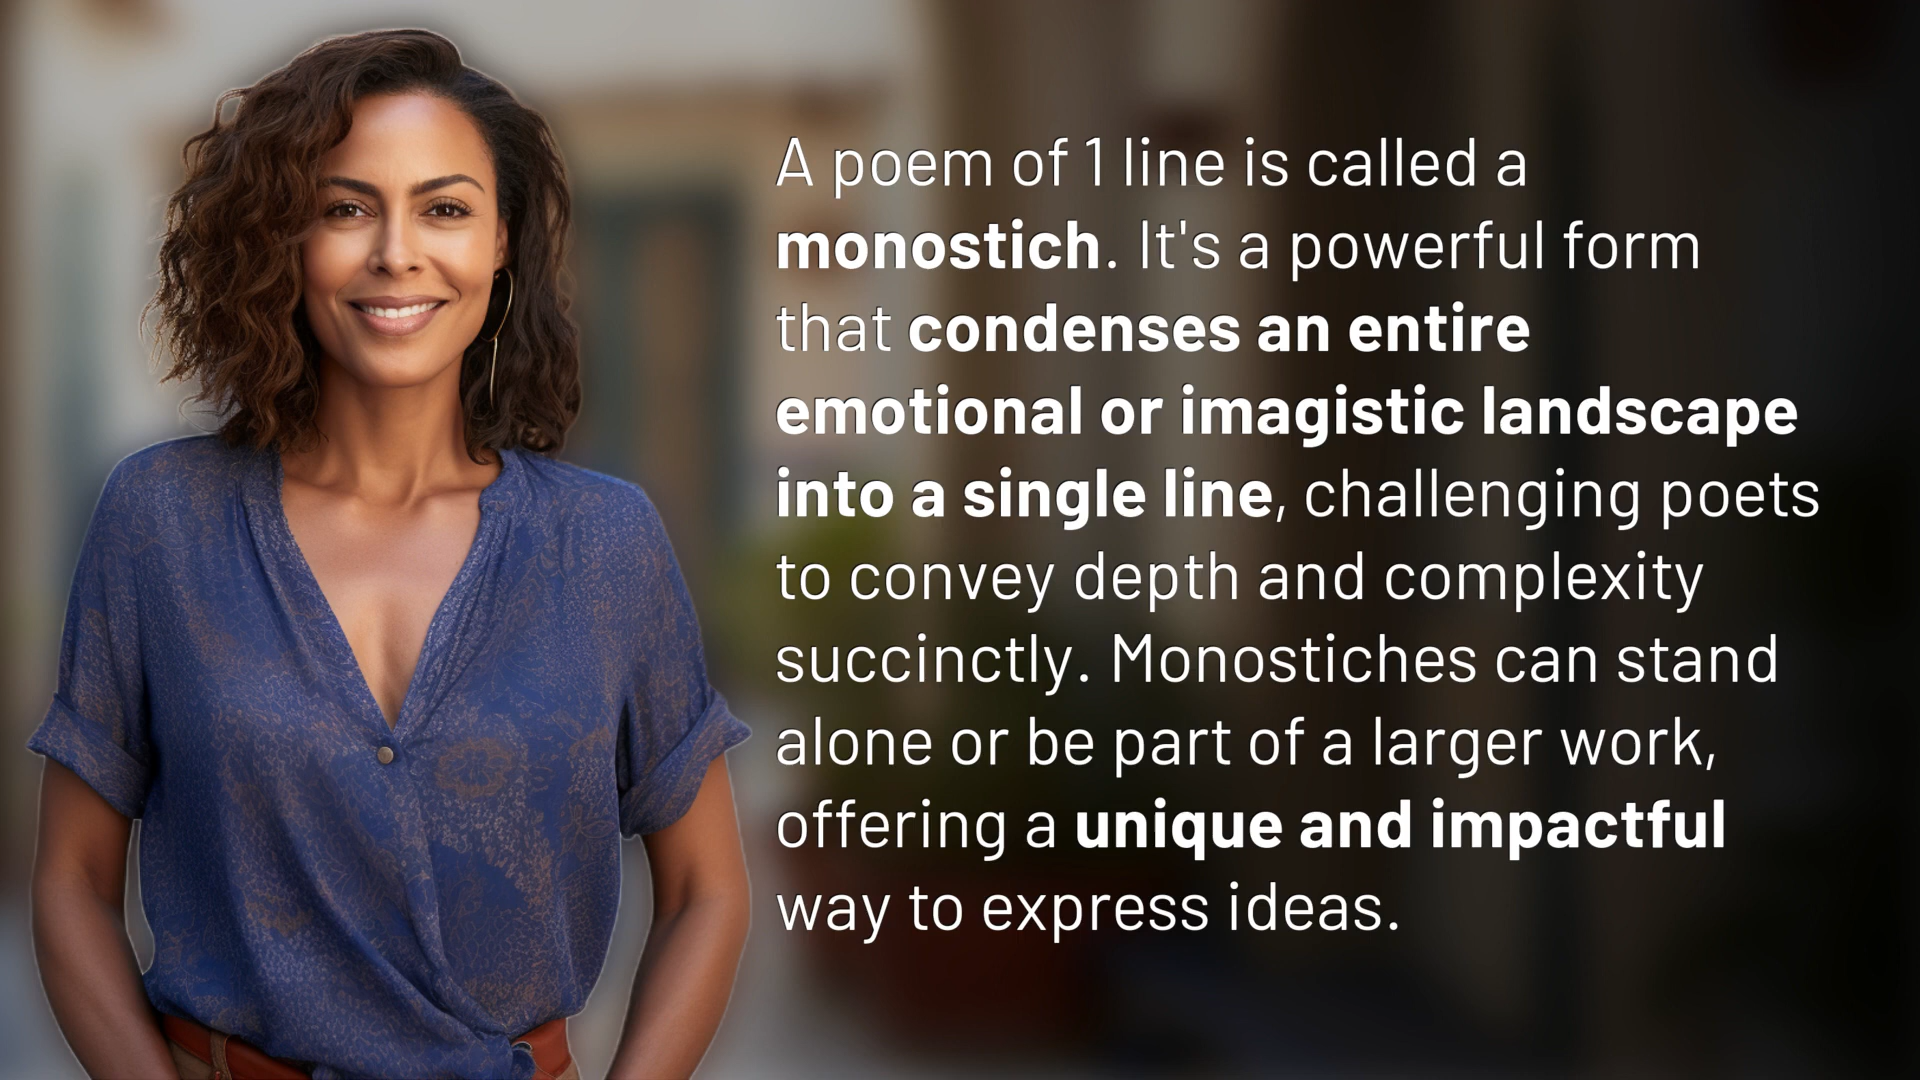 A poem of 1 line is called a
monostich. It's a powerful form
that condenses an entire
emotional or imagistic landscape
into a single line, challenging poets
to convey depth and complexity
succinctly. Monostiches can stand
alone or be part of a larger work,
offering a unique and impactful
way to express ideas.